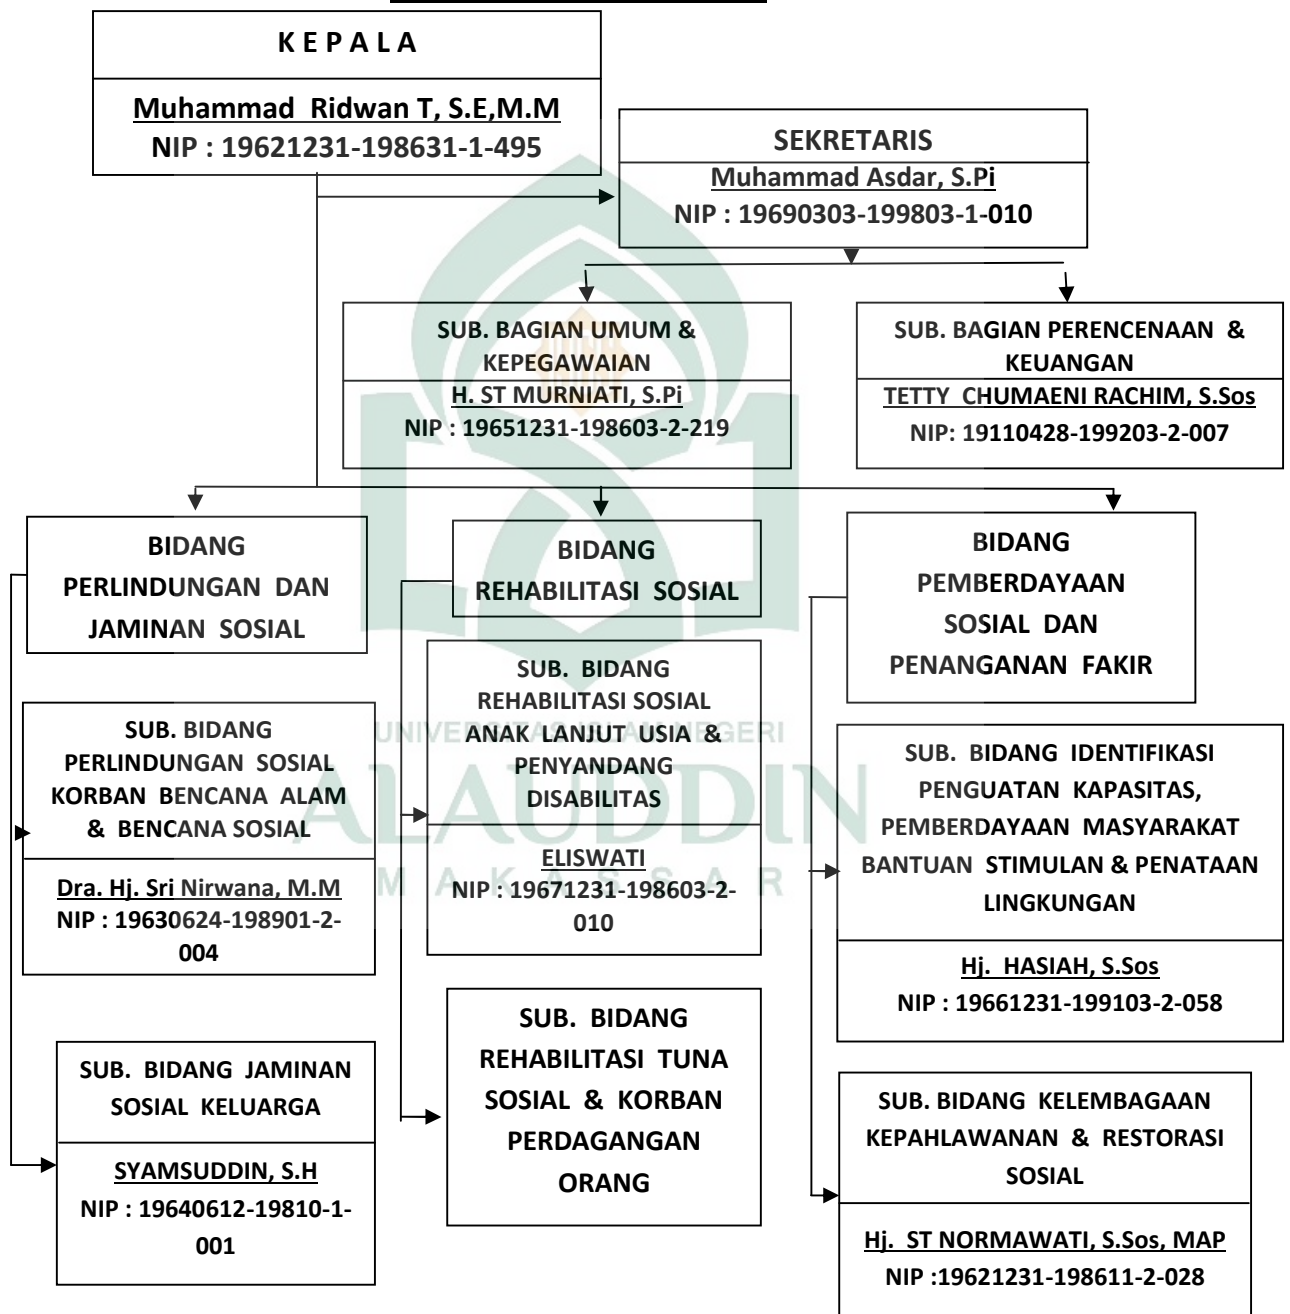 K E P A L A
Muhammad Ridwan T, S.E,M.M
NIP : 19621231-198631-1-495
SEKRETARIS
Muhammad Asdar, S.Pi
NIP : 19690303-199803-1-010
SUB. BAGIAN UMUM &
KEPEGAWAIAN
H. ST MURNIATI, S.Pi
NIP : 19651231-198603-2-219
SUB. BAGIAN PERENCENAAN &
KEUANGAN
TETTY CHUMAENI RACHIM, S.Sos
NIP: 19110428-199203-2-007
BIDANG
PERLINDUNGAN DAN
JAMINAN SOSIAL
BIDANG
REHABILITASI SOSIAL
BIDANG
PEMBERDAYAAN
SOSIAL DAN
PENANGANAN FAKIR
SUB. BIDANG
PERLINDUNGAN SOSIAL
KORBAN BENCANA ALAM
& BENCANA SOSIAL
Dra. Hj. Sri Nirwana, M.M
NIP : 19630624-198901-2-
004
SUB. BIDANG
REHABILITASI SOSIAL
ANAK LANJUT USIA &
PENYANDANG
DISABILITAS
ELISWATI
NIP : 19671231-198603-2-
010
SUB. BIDANG IDENTIFIKASI
PENGUATAN KAPASITAS,
PEMBERDAYAAN MASYARAKAT
BANTUAN STIMULAN & PENATAAN
LINGKUNGAN
Hj. HASIAH, S.Sos
NIP : 19661231-199103-2-058
SUB. BIDANG JAMINAN
SOSIAL KELUARGA
SYAMSUDDIN, S.H
NIP : 19640612-19810-1-
001
SUB. BIDANG
REHABILITASI TUNA
SOSIAL & KORBAN
PERDAGANGAN
ORANG
SUB. BIDANG KELEMBAGAAN
KEPAHLAWANAN & RESTORASI
SOSIAL
Hj. ST NORMAWATI, S.Sos, MAP
NIP :19621231-198611-2-028
UNIVERSITAS ISLAM NEGERI
ALAUDDIN
M A K A S S A R